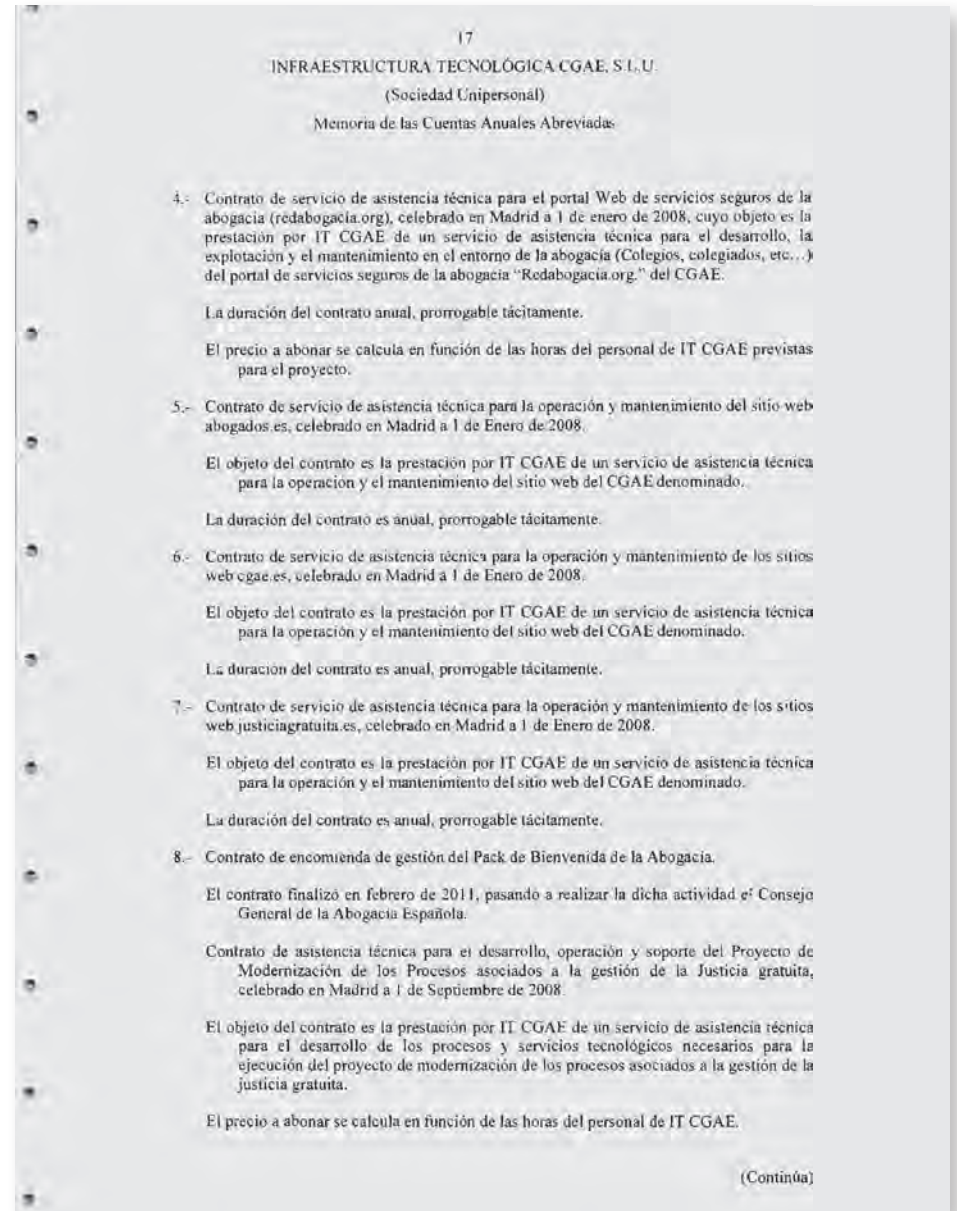 17
INFRAESTRUCTURA TECNOLÓGICA CGAE, S.L.U.
(Sociedad Unipersonal)
Memoria de las Cuentas Anuales Abreviadas
4.- Contrato de servicio de asistencia técnica para el portal Web de servicios seguros de la
abogacía (redabogacia.org), celebrado en Madrid a 1 de enero de 2008, cuyo objeto es la
prestación por IT CGAE de un servicio de asistencia técnica para el desarrollo, la
explotación y el mantenimiento en el entorno de la abogacía (Colegios, colegiados, etc...)
del portal de servicios seguros de la abogacía "Redabogacia.org." del CGAE.
La duración del contrato anual, prorrogable tácitamente.
El precio a abonar se calcula en función de las horas del personal de IT CGAE previstas
para el proyecto.
5.- Contrato de servicio de asistencia técnica para la operación y mantenimiento del sitio web
abogados.es, celebrado en Madrid a 1 de Enero de 2008.
El objeto del contrato es la prestación por IT CGAE de un servicio de asistencia técnica
para la operación y el mantenimiento del sitio web del CGAE denominado.
La duración del contrato es anual, prorrogable tácitamente.
6.- Contrato de servicio de asistencia técnica para la operación y mantenimiento de los sitios
web cgae.es, celebrado en Madrid a 1 de Enero de 2008.
El objeto del contrato es la prestación por IT CGAE de un servicio de asistencia técnica
para la operación y el mantenimiento del sitio web del CGAE denominado.
La duración del contrato es anual, prorrogable tácitamente.
7.- Contrato de servicio de asistencia técnica para la operación y mantenimiento de los sitios
web justiciagratuita.es, celebrado en Madrid a 1 de Enero de 2008.
El objeto del contrato es la prestación por IT CGAE de un servicio de asistencia técnica
para la operación y el mantenimiento del sitio web del CGAE denominado.
La duración del contrato es anual, prorrogable tácitamente.
8.- Contrato de encomienda de gestión del Pack de Bienvenida de la Abogacía.
El contrato finalizó en febrero de 2011, pasando a realizar la dicha actividad el Consejo
General de la Abogacía Española.
Contrato de asistencia técnica para el desarrollo, operación y soporte del Proyecto de
Modernización de los Procesos asociados a la gestión de la Justicia gratuita,
celebrado en Madrid a 1 de Septiembre de 2008.
El objeto del contrato es la prestación por IT CGAE de un servicio de asistencia técnica
para el desarrollo de los procesos y servicios tecnológicos necesarios para la
ejecución del proyecto de modernización de los procesos asociados a la gestión de la
justicia gratuita.
El precio a abonar se calcula en función de las horas del personal de IT CGAE.
(Continúa)